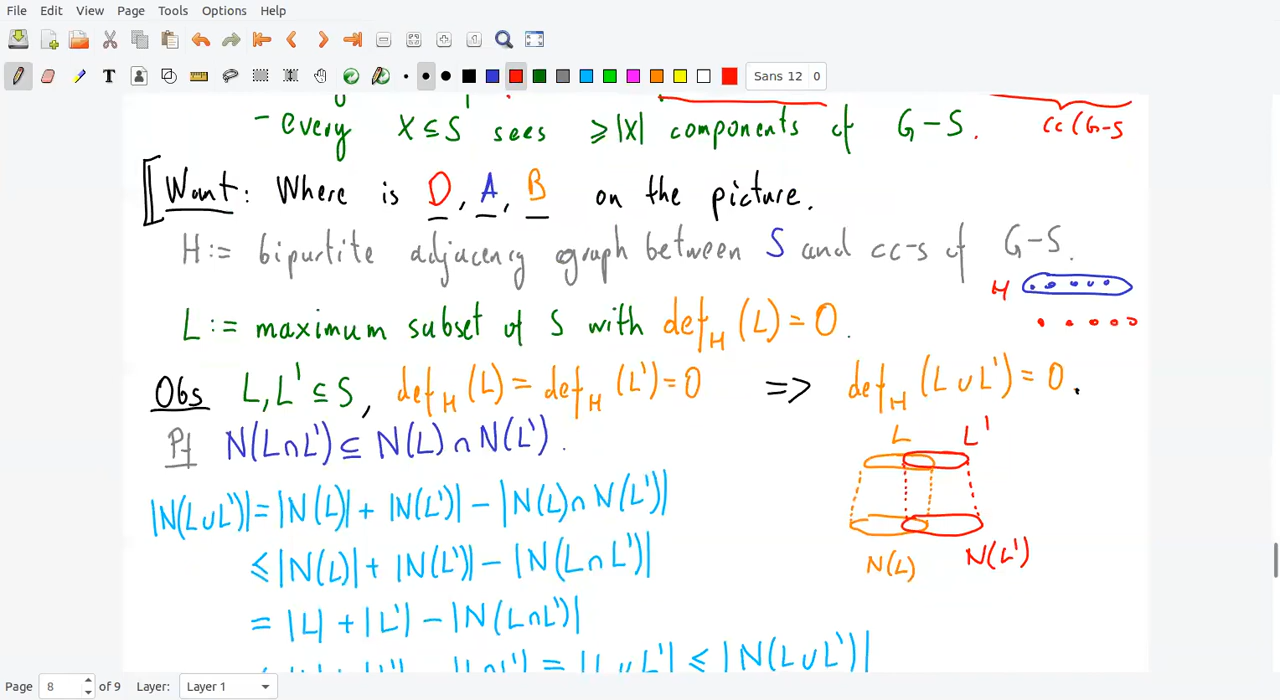 File Edit View Page Tools Options Help
T Sans 12 0
- every X ⊆ S sees ⩾|X| components of G-S.
cc(G-S
Want: Where is D, A, B on the picture.
H:= bipartite adjacency graph between S and cc-s of G-S.
H
L:= maximum subset of S with def_H(L)=0.
Obs L,L' ⊆ S, def_H(L) = def_H(L')=0 => def_H(L∪L')=0.
Pf N(L∩L') ⊆ N(L)∩N(L').
L L'
|N(L∪L')|=|N(L)|+|N(L')|-|N(L)∩N(L')|
⩽|N(L)|+|N(L')|-|N(L∩L')|
N(L) N(L')
=|L|+|L'|-|N(L∩L')|
= |L∪L'| ⩽ |N(L∪L')|
Page 8 of 9 Layer: Layer 1